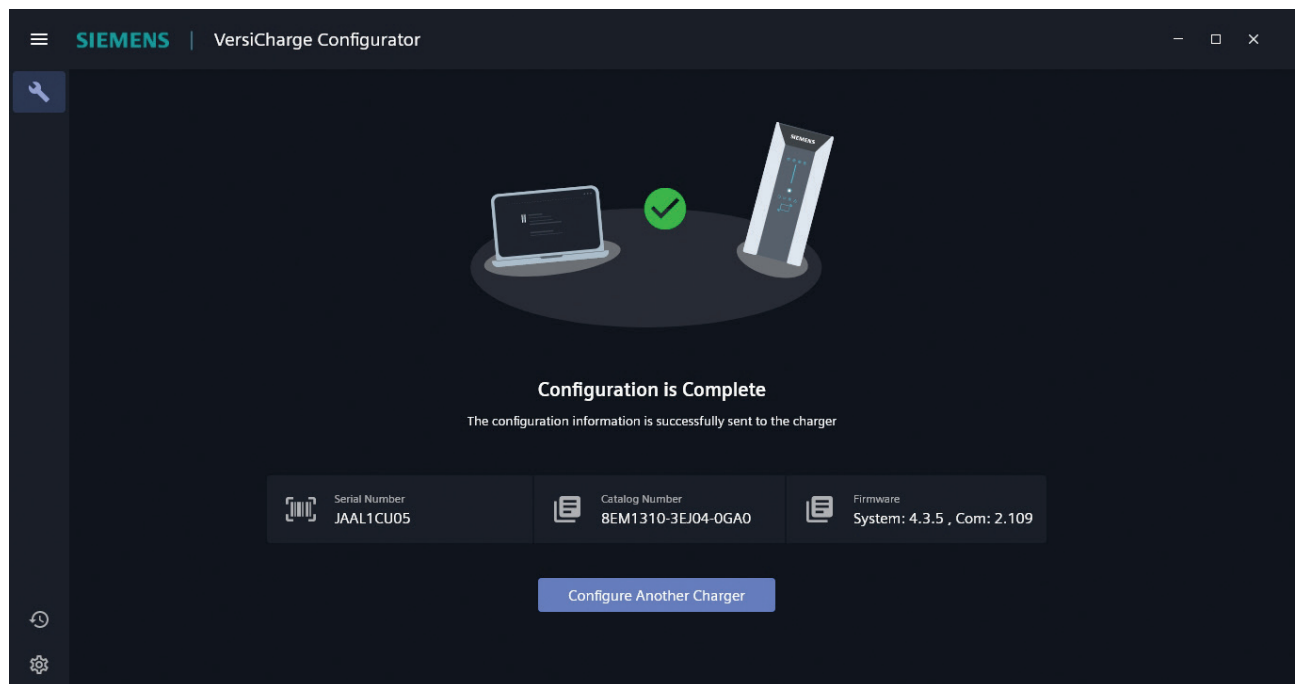 SIEMENS | VersiCharge Configurator
SIEMENS
Configuration is Complete
The configuration information is successfully sent to the charger
Serial Number
JAAL1CU05
Catalog Number
8EM1310-3EJ04-0GA0
Firmware
System: 4.3.5 , Com: 2.109
Configure Another Charger